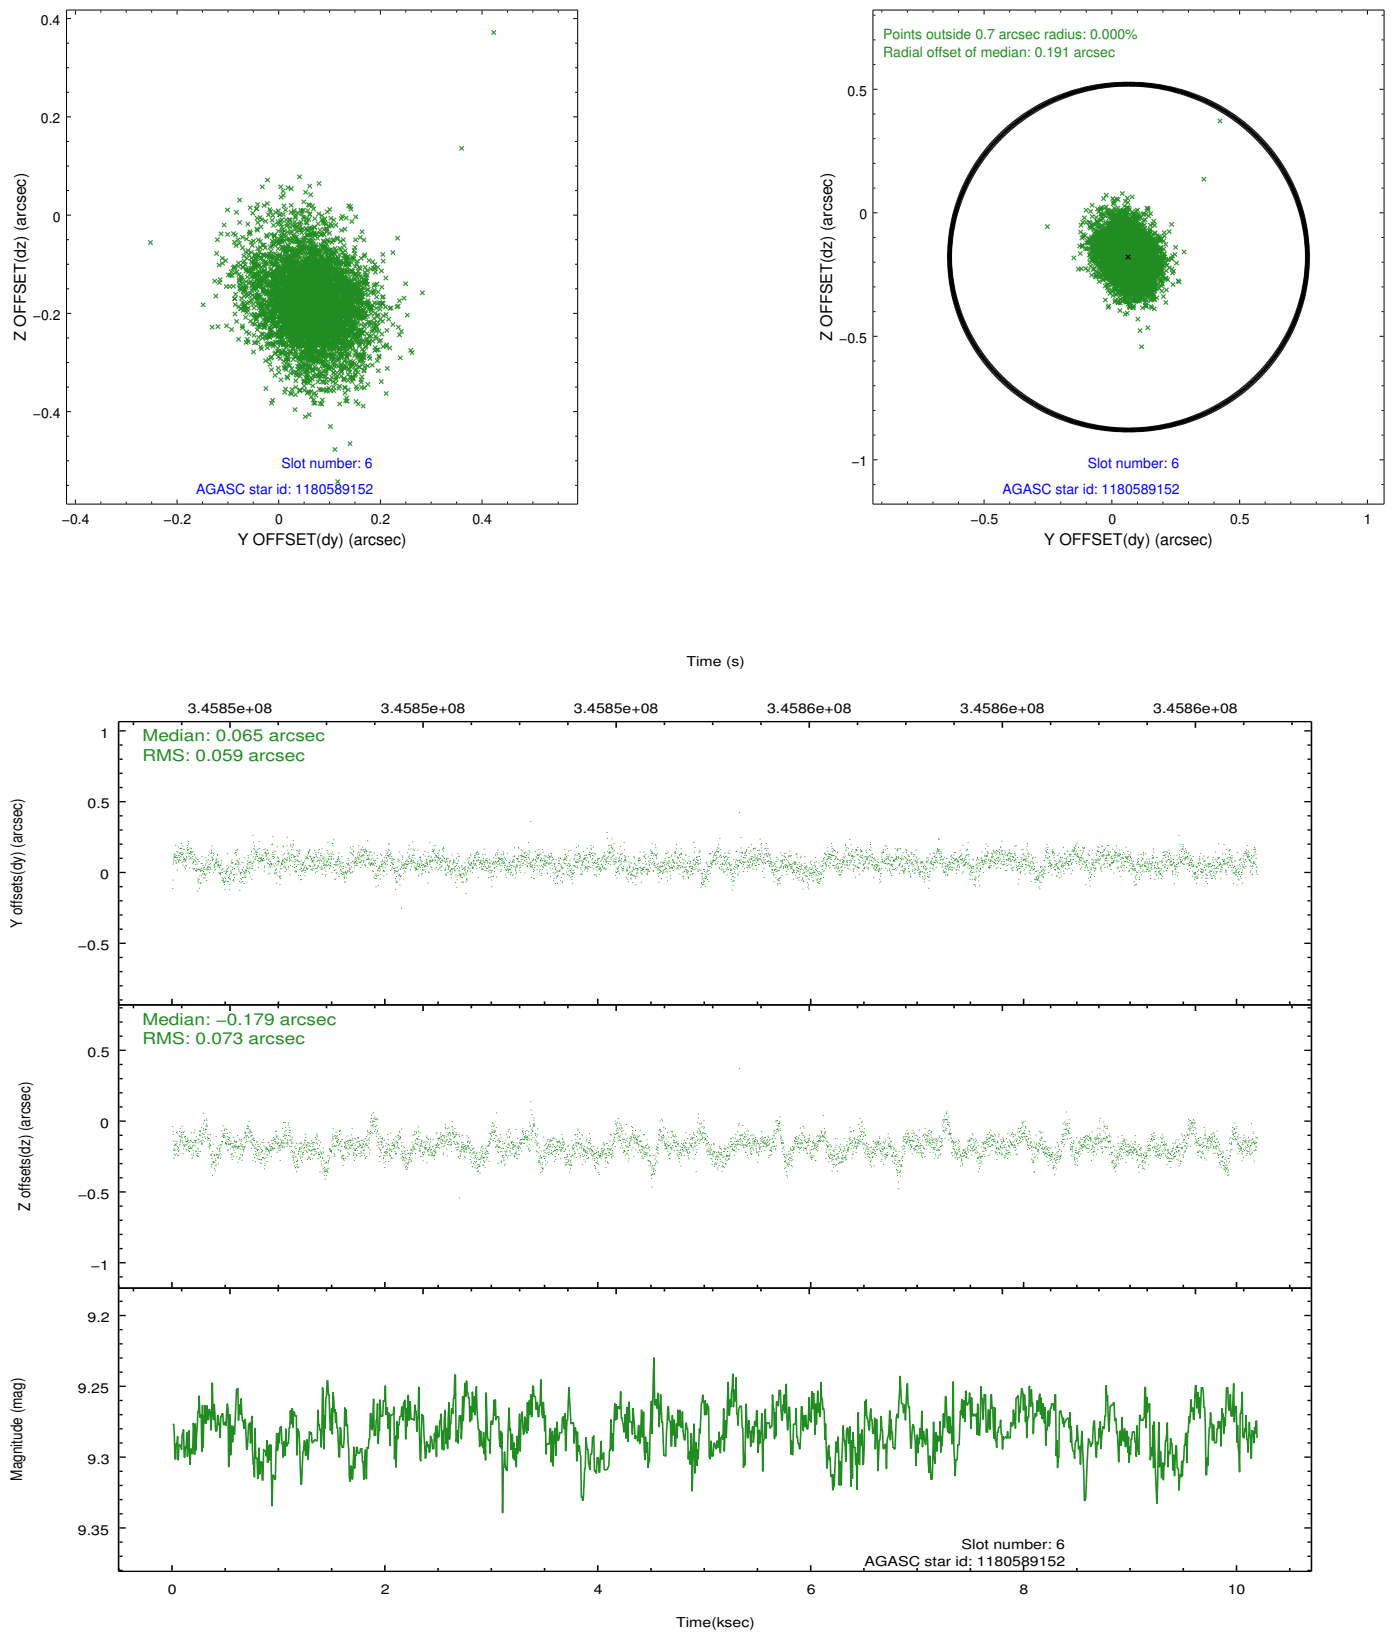 0.4
0.2
0
−0.2
−0.4
Z OFFSET(dz) (arcsec)
Slot number: 6
AGASC star id: 1180589152
−0.4 −0.2 0 0.2 0.4
Y OFFSET(dy) (arcsec)
Points outside 0.7 arcsec radius: 0.000%
Radial offset of median: 0.191 arcsec
0.5
0
−0.5
−1
Z OFFSET(dz) (arcsec)
Slot number: 6
AGASC star id: 1180589152
−0.5 0 0.5 1
Y OFFSET(dy) (arcsec)
Time (s)
3.4585e+08 3.4585e+08 3.4585e+08 3.4586e+08 3.4586e+08 3.4586e+08
Median: 0.065 arcsec
RMS: 0.059 arcsec
1
0.5
0
−0.5
Y offsets(dy) (arcsec)
Median: −0.179 arcsec
RMS: 0.073 arcsec
0.5
0
−0.5
−1
Z offsets(dz) (arcsec)
9.2
9.25
9.3
9.35
Magnitude (mag)
Slot number: 6
AGASC star id: 1180589152
0 2 4 6 8 10
Time(ksec)